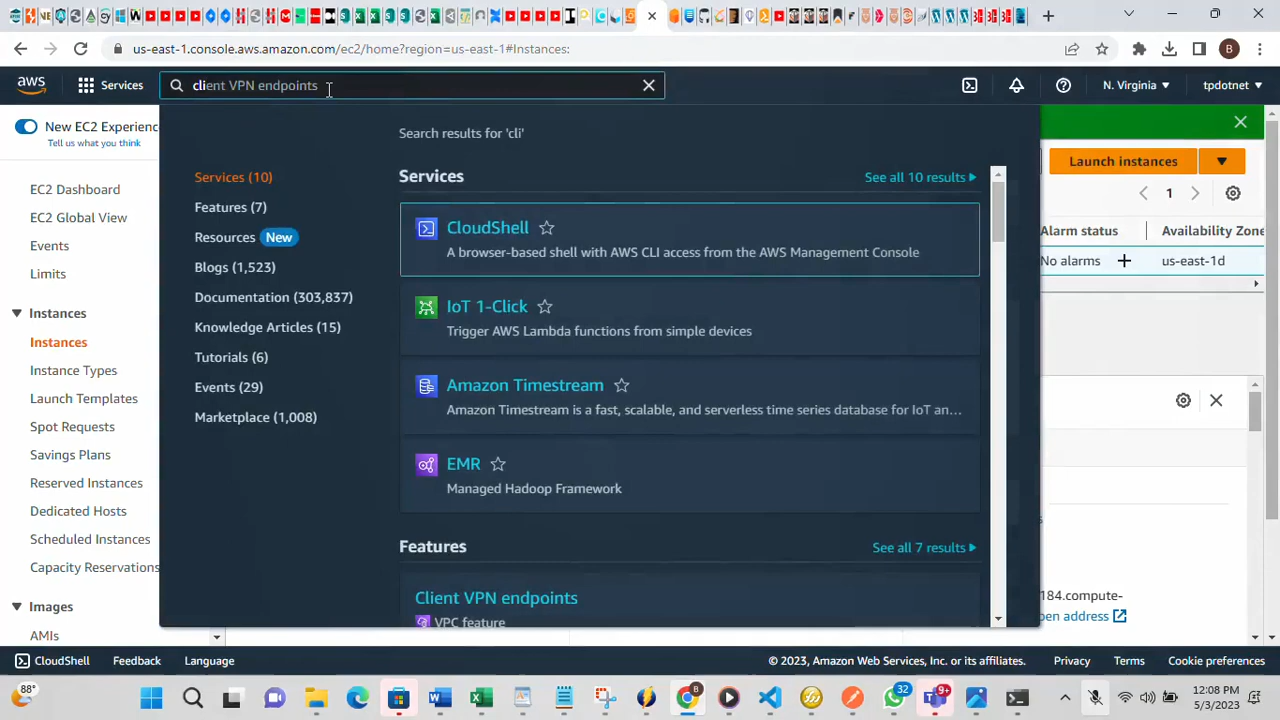 us-east-1.console.aws.amazon.com/ec2/home?region=us-east-1#Instances:
B
aws
Services
client VPN endpoints
N. Virginia
tpdotnet
New EC2 Experienc
Tell us what you think
EC2 Dashboard
EC2 Global View
Events
Limits
Instances
Instances
Instance Types
Launch Templates
Spot Requests
Savings Plans
Reserved Instances
Dedicated Hosts
Scheduled Instances
Capacity Reservations
Images
AMIs
Search results for 'cli'
Services (10)
Features (7)
Resources New
Blogs (1,523)
Documentation (303,837)
Knowledge Articles (15)
Tutorials (6)
Events (29)
Marketplace (1,008)
Services
See all 10 results
CloudShell
A browser-based shell with AWS CLI access from the AWS Management Console
IoT 1-Click
Trigger AWS Lambda functions from simple devices
Amazon Timestream
Amazon Timestream is a fast, scalable, and serverless time series database for IoT an...
EMR
Managed Hadoop Framework
Features
See all 7 results
Client VPN endpoints
VPC feature
Launch instances
1
Alarm status
Availability Zone
No alarms
us-east-1d
184.compute-
pen address
CloudShell
Feedback
Language
© 2023, Amazon Web Services, Inc. or its affiliates.
Privacy
Terms
Cookie preferences
88°
32
9+
12:08 PM
5/3/2023